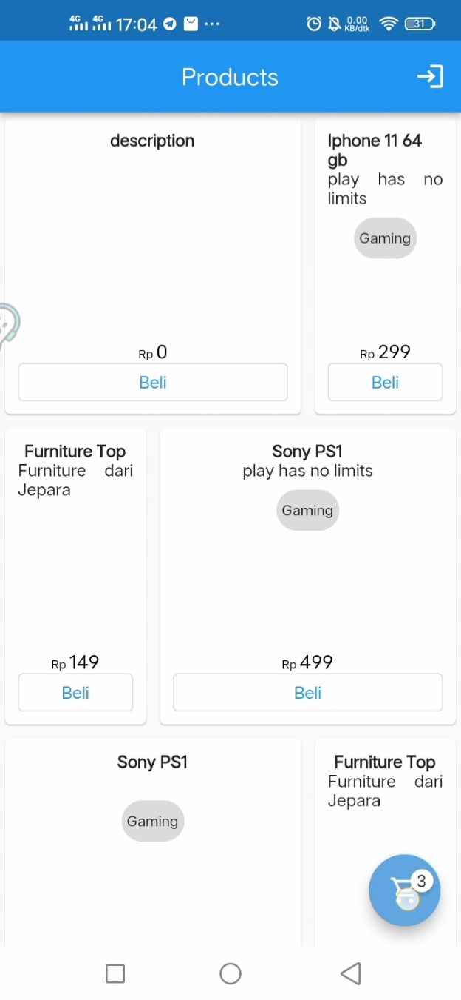 4G 4G 17:04 0.00 KB/dtk 31
Products
description
Rp 0
Beli
Iphone 11 64
gb
play has no
limits
Gaming
Rp 299
Beli
Furniture Top
Furniture dari
Jepara
Rp 149
Beli
Sony PS1
play has no limits
Gaming
Rp 499
Beli
Sony PS1
Gaming
Furniture Top
Furniture dari
Jepara
3